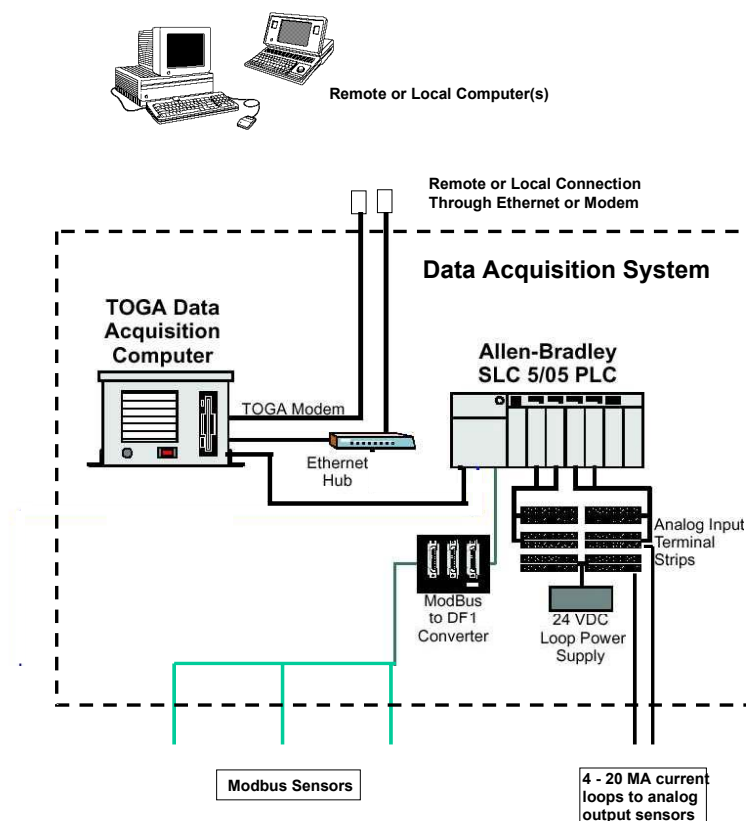 Remote or Local Computer(s)
Remote or Local Connection
Through Ethernet or Modem
Data Acquisition System
TOGA Data
Acquisition
Computer
Allen-Bradley
SLC 5/05 PLC
TOGA Modem
Ethernet
Hub
Analog Input
Terminal
Strips
ModBus
to DF1
Converter
24 VDC
Loop Power
Supply
Modbus Sensors
4 - 20 MA current
loops to analog
output sensors